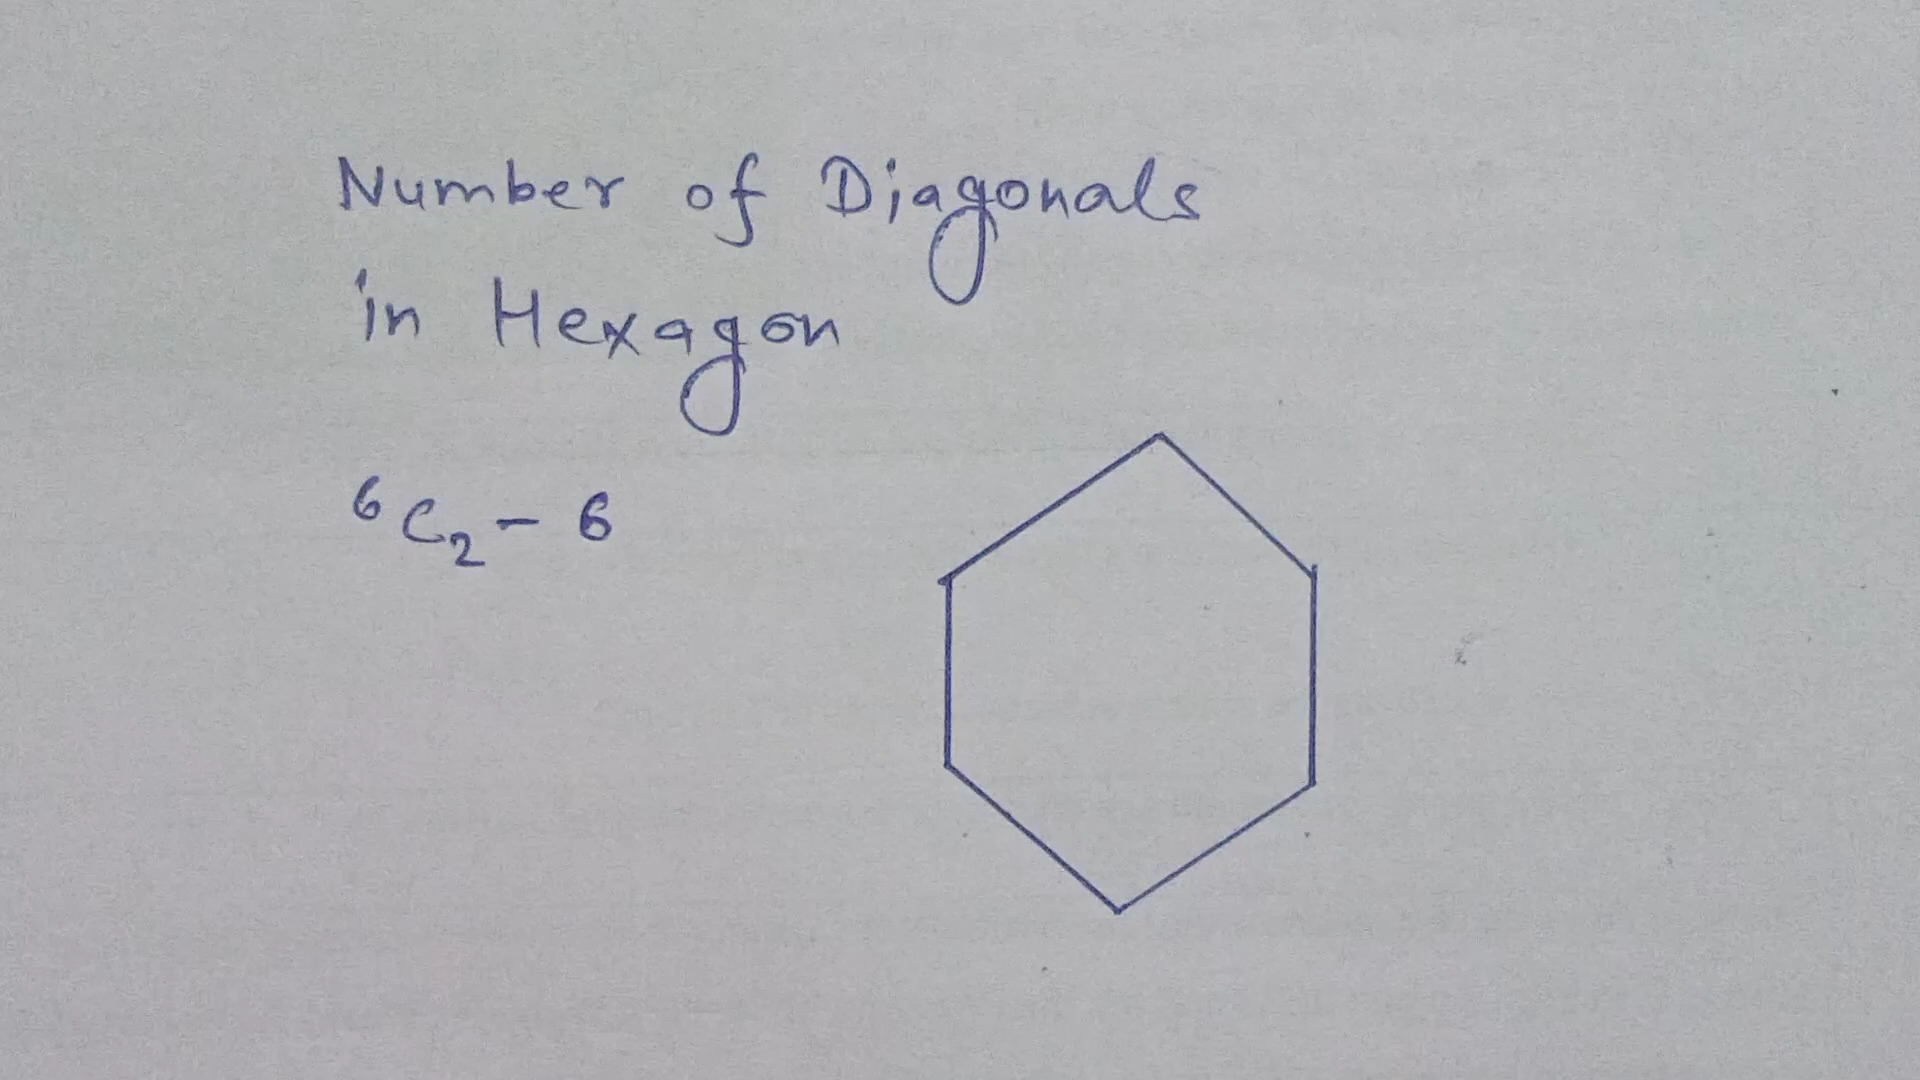 Number of Diagonals
in Hexagon
⁶C₂ - 6